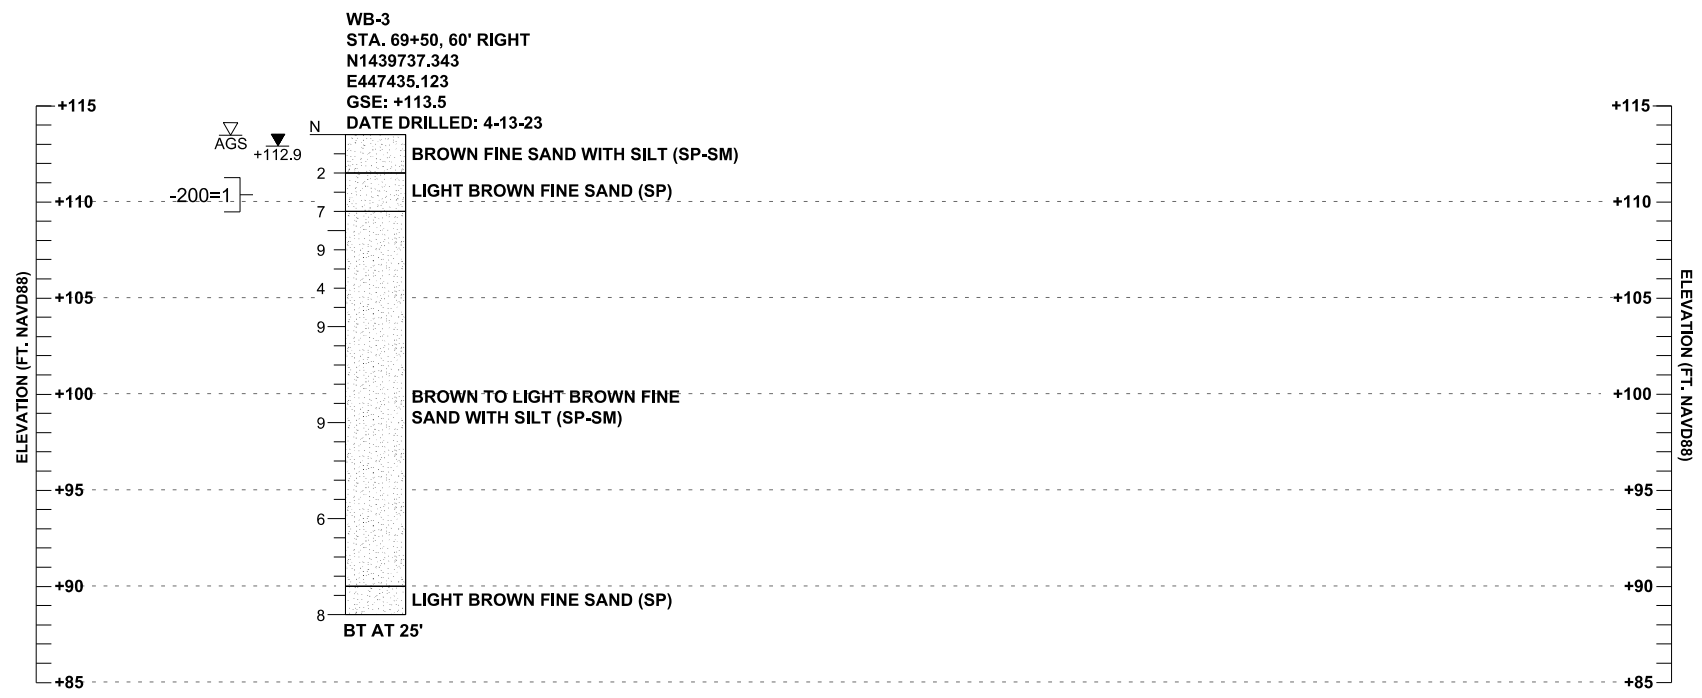 WB-3
STA. 69+50, 60' RIGHT
N1439737.343
E447435.123
GSE: +113.5
DATE DRILLED: 4-13-23
+115
+115
N
AGS
+112.9
BROWN FINE SAND WITH SILT (SP-SM)
2
LIGHT BROWN FINE SAND (SP)
-200=1
+110
+110
7
9
4
ELEVATION (FT. NAVD88)
ELEVATION (FT. NAVD88)
+105
+105
9
+100
BROWN TO LIGHT BROWN FINE
SAND WITH SILT (SP-SM)
+100
9
+95
+95
6
+90
+90
LIGHT BROWN FINE SAND (SP)
8
BT AT 25'
+85
+85